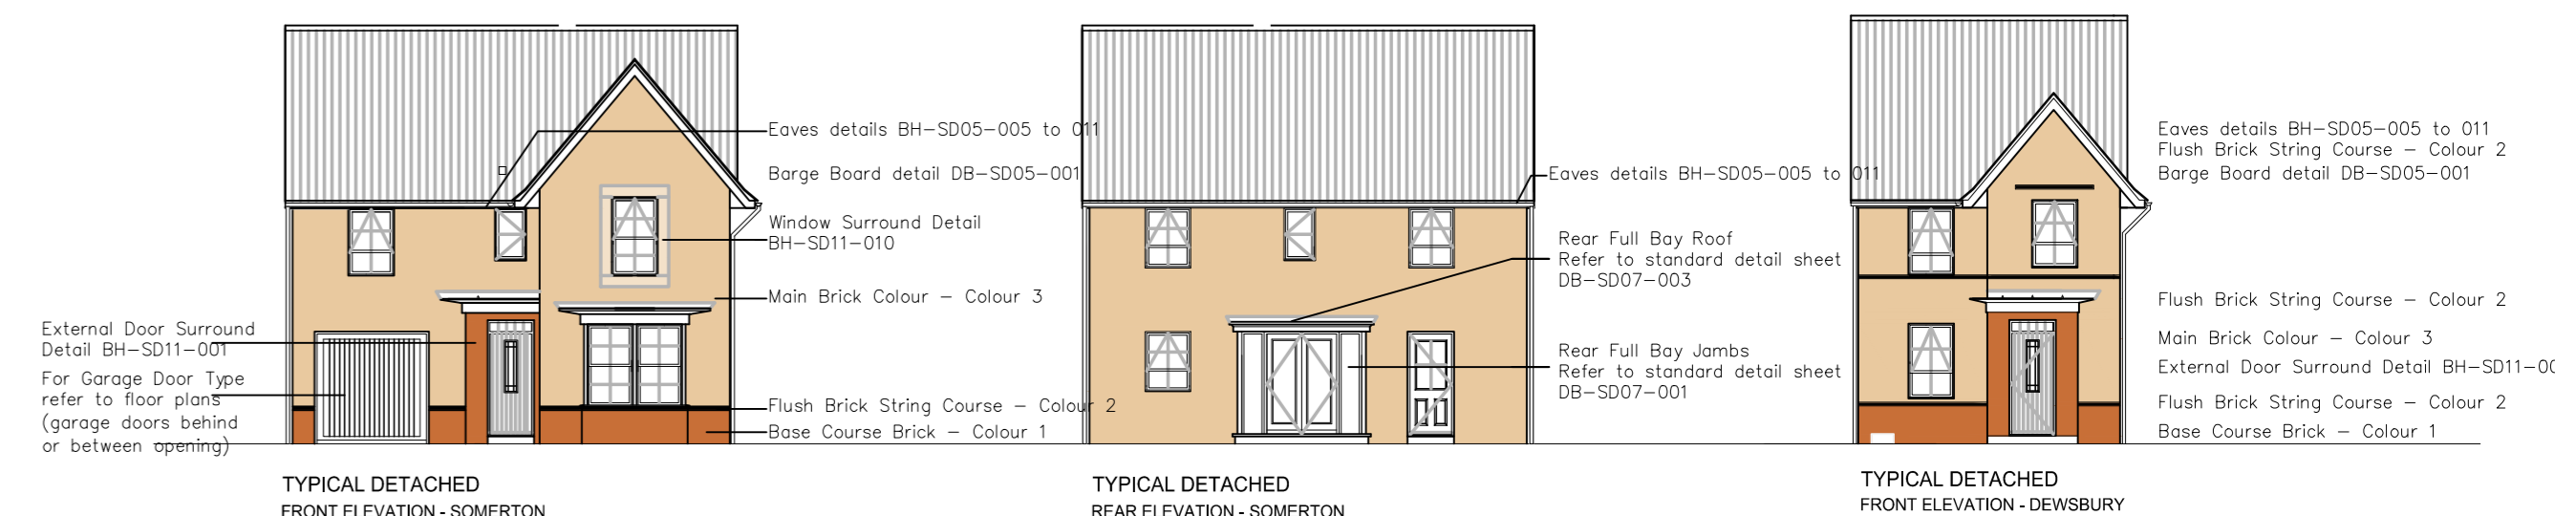 External Door Surround
Detail BH-SD11-001
For Garage Door Type
refer to floor plans
(garage doors behind
or between opening)
Eaves details BH-SD05-005 to 011
Barge Board detail DB-SD05-001
Window Surround Detail
BH-SD11-010
Main Brick Colour - Colour 3
Flush Brick String Course - Colour 2
Base Course Brick - Colour 1
TYPICAL DETACHED
FRONT ELEVATION - SOMERTON
Eaves details BH-SD05-005 to 011
Rear Full Bay Roof
Refer to standard detail sheet
DB-SD07-003
Rear Full Bay Jambs
Refer to standard detail sheet
DB-SD07-001
TYPICAL DETACHED
REAR ELEVATION - SOMERTON
Eaves details BH-SD05-005 to 011
Flush Brick String Course - Colour 2
Barge Board detail DB-SD05-001
Flush Brick String Course - Colour 2
Main Brick Colour - Colour 3
External Door Surround Detail
Flush Brick String Course - Colour 2
Base Course Brick - Colour 1
TYPICAL DETACHED
FRONT ELEVATION - DEWSBURY